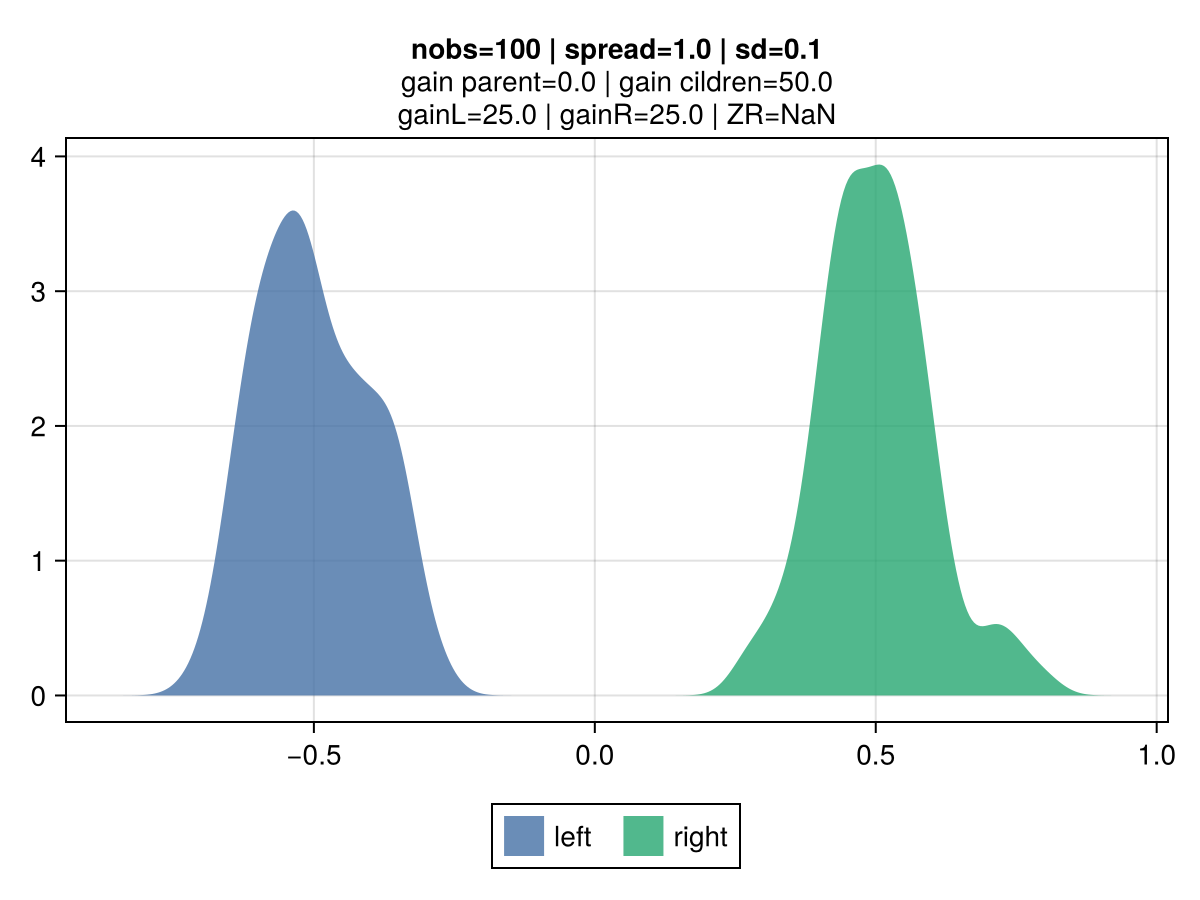 nobs=100 | spread=1.0 | sd=0.1
gain parent=0.0 | gain cildren=50.0
gainL=25.0 | gainR=25.0 | ZR=NaN
4
3
2
1
0
−0.5 0.0 0.5 1.0
left right